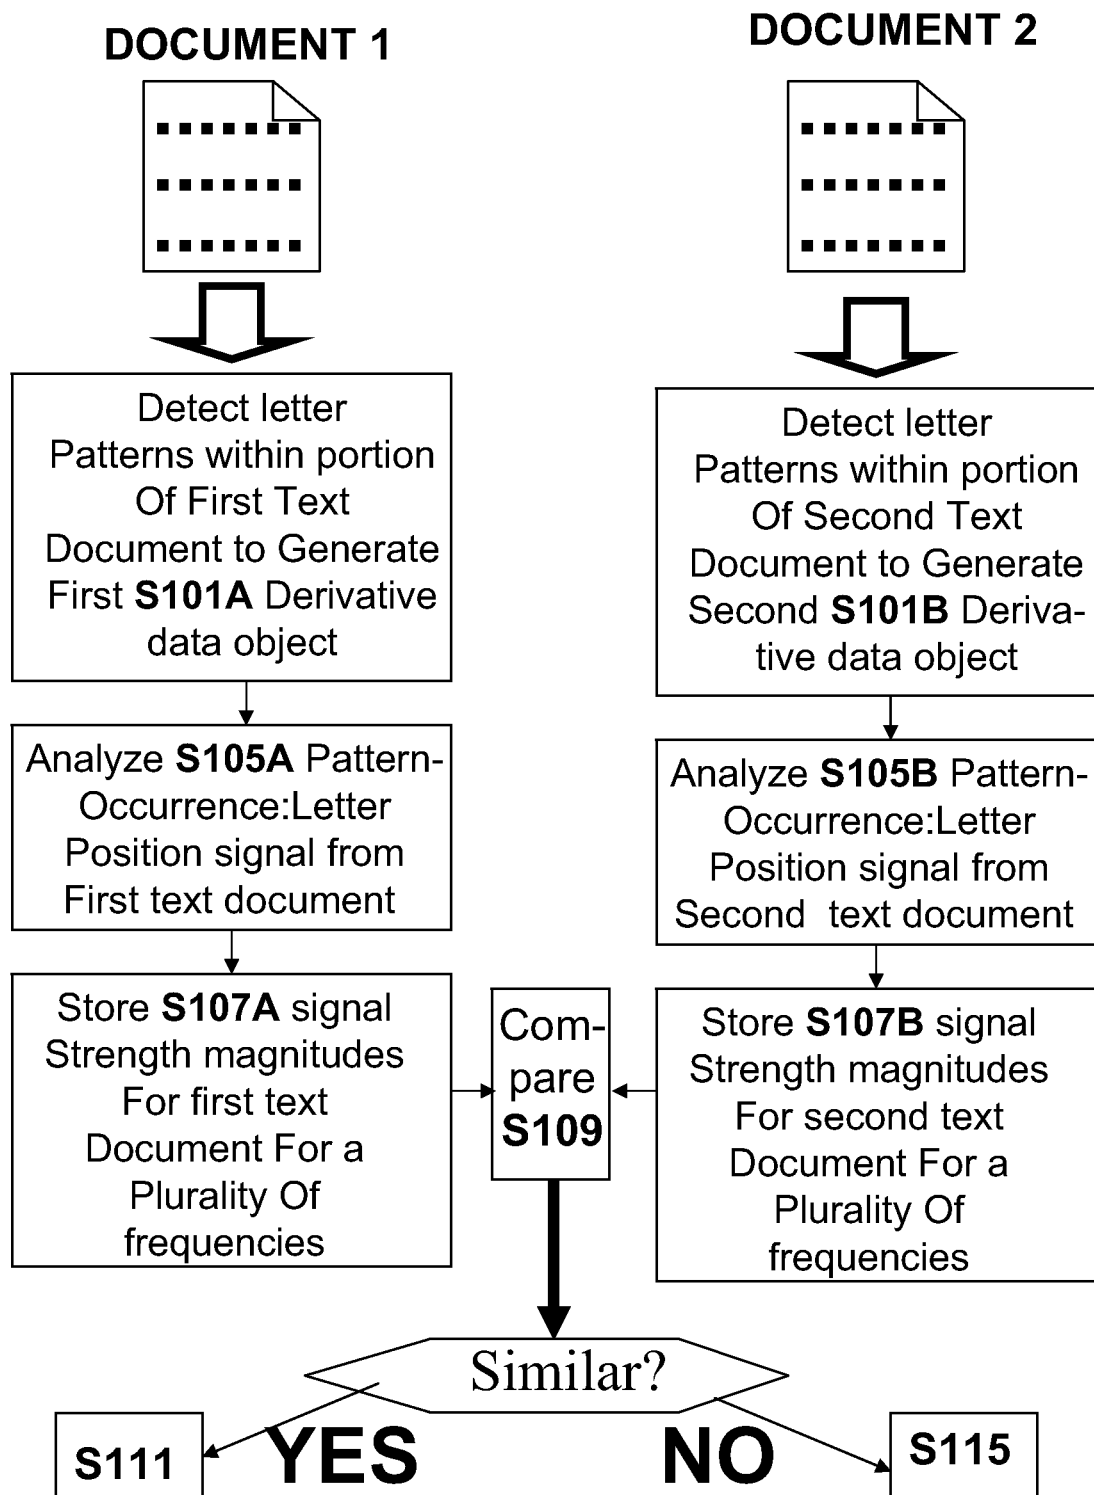 DOCUMENT 1
Detect letter
Patterns within portion
Of First Text
Document to Generate
First S101A Derivative
data object
Analyze S105A Pattern-
Occurrence:Letter
Position signal from
First text document
Store S107A signal
Strength magnitudes
For first text
Document For a
Plurality Of
frequencies
DOCUMENT 2
Detect letter
Patterns within portion
Of Second Text
Document to Generate
Second S101B Deriva-
tive data object
Analyze S105B Pattern-
Occurrence:Letter
Position signal from
Second text document
Store S107B signal
Strength magnitudes
For second text
Document For a
Plurality Of
frequencies
Com-
pare
S109
Similar?
S111
YES
NO
S115